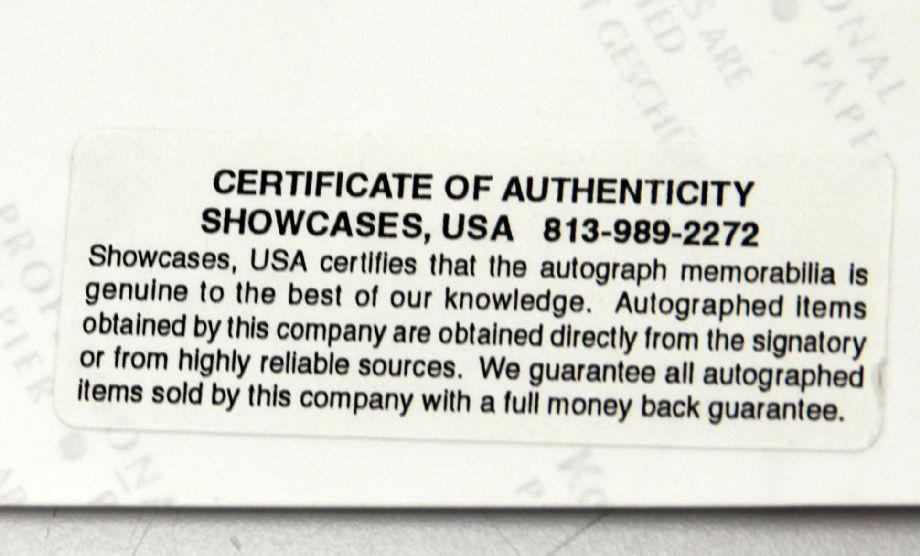 CERTIFICATE OF AUTHENTICITY
SHOWCASES, USA 813-989-2272
Showcases, USA certifies that the autograph memorabilia is
genuine to the best of our knowledge. Autographed items
obtained by this company are obtained directly from the signatory
or from highly reliable sources. We guarantee all autographed
items sold by this company with a full money back guarantee.